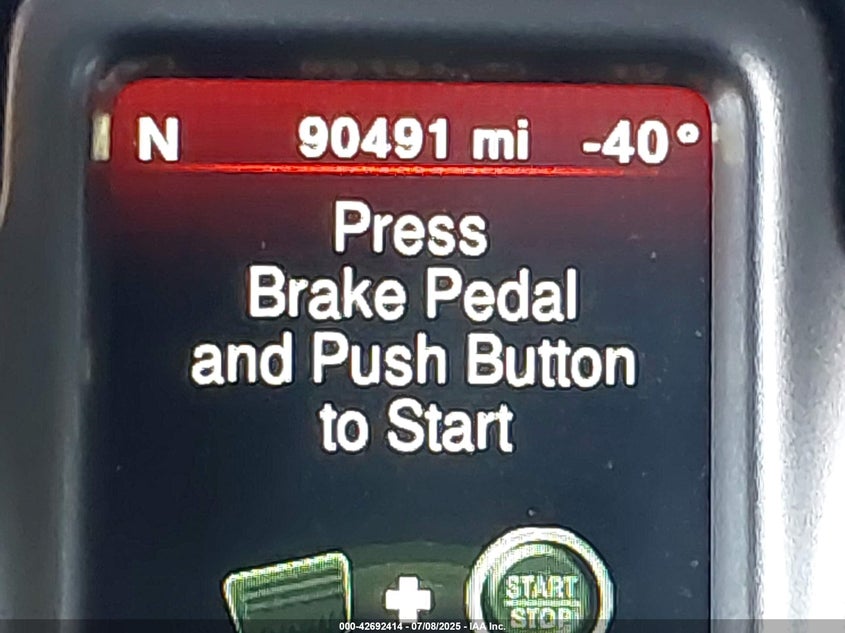 N 90491 mi -40°
Press
Brake Pedal
and Push Button
to Start
START
STOP
000-42692414 - 07/08/2025 - IAA Inc.